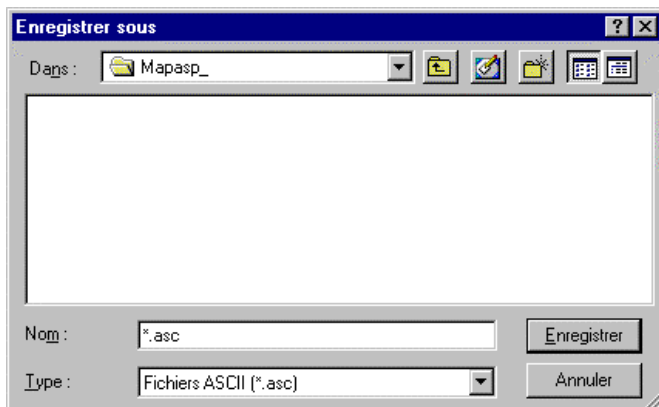 Enregistrer sous
Dans : Mapasp_
Nom : *.asc Enregistrer
Type : Fichiers ASCII (*.asc) Annuler